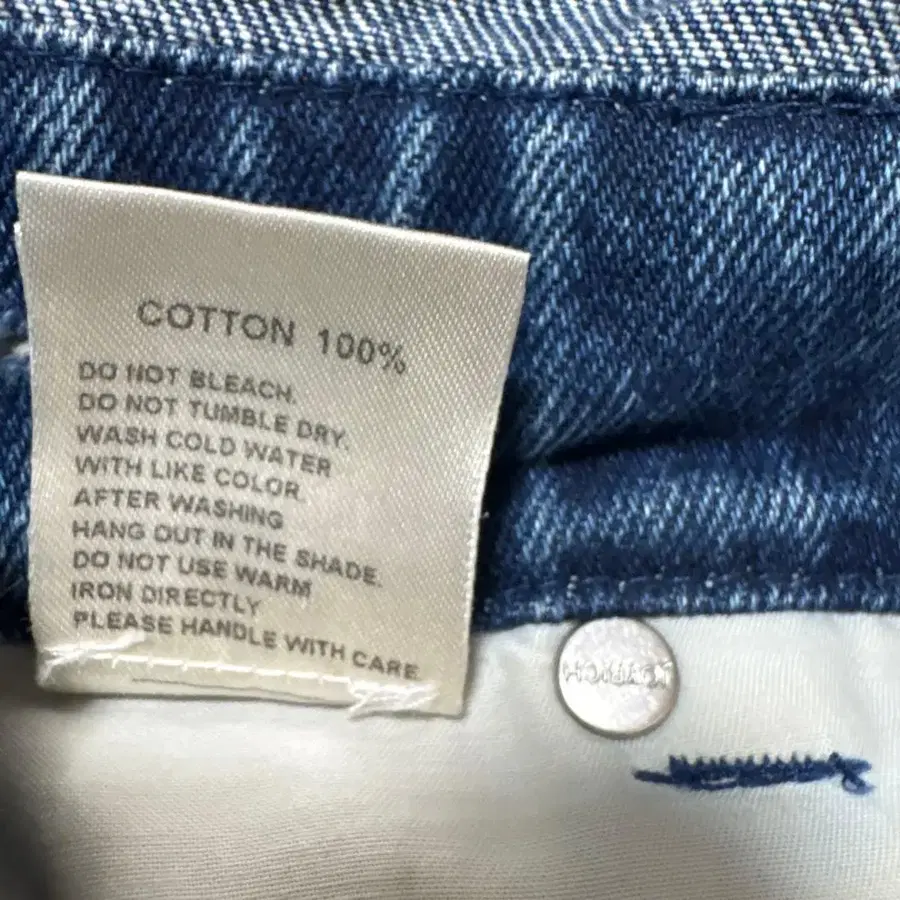 COTTON 100%
DO NOT BLEACH.
DO NOT TUMBLE DRY.
WASH COLD WATER
WITH LIKE COLOR
AFTER WASHING
HANG OUT IN THE SHADE.
DO NOT USE WARM
IRON DIRECTLY
PLEASE HANDLE WITH CARE